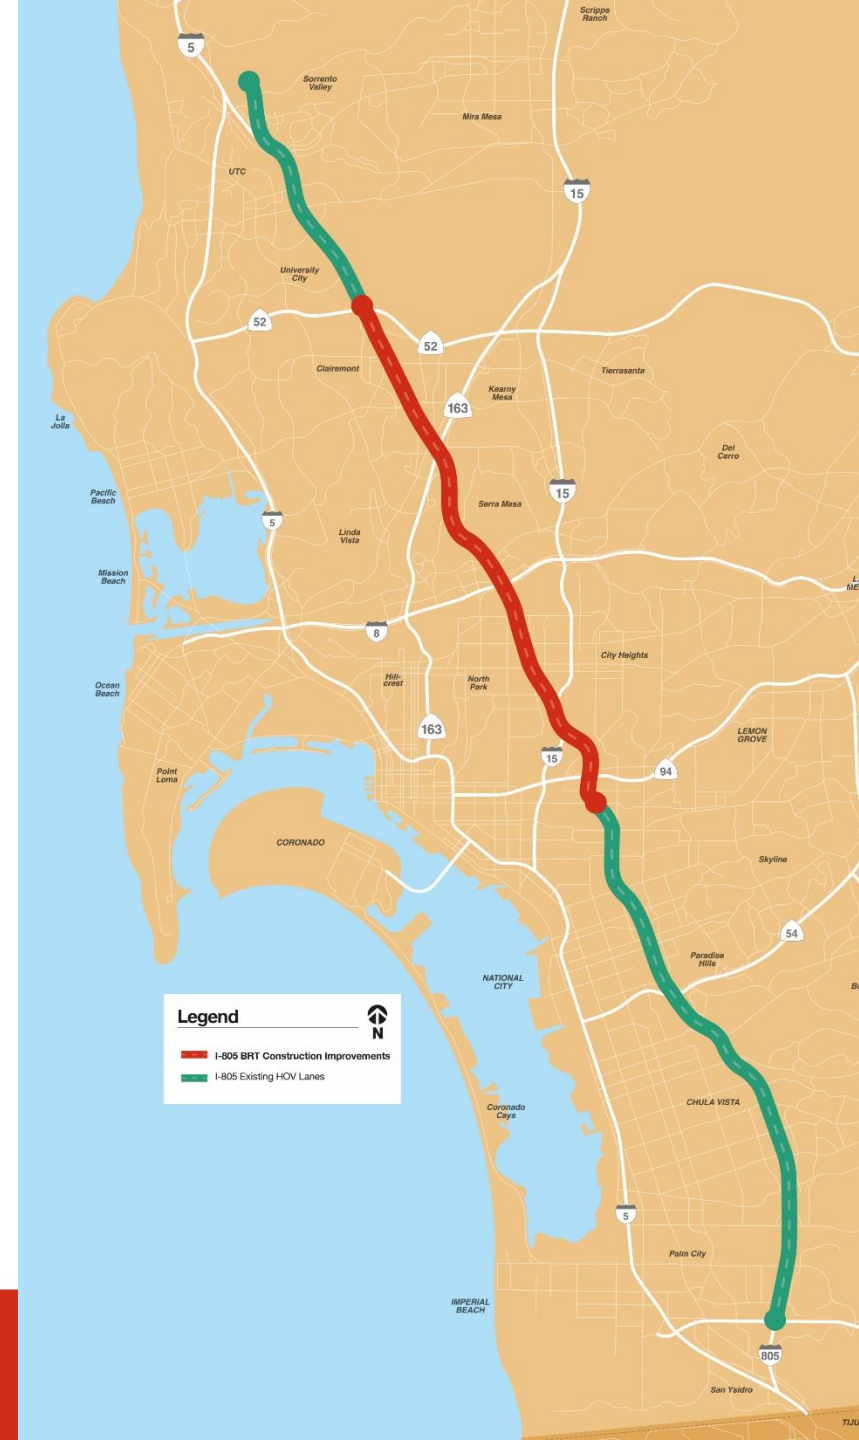 Scripps
Ranch
5
Sorrento
Valley
Mira Mesa
UTC
15
University
City
52
52
Clairemont
Tierrasanta
Kearny
Mesa
163
La
Jolla
Del
Cerro
Pacific
Beach
15
Serra Mesa
5
Linda
Vista
Mission
Beach
8
City Heights
Hill-
crest
North
Park
Ocean
Beach
163
LEMON
GROVE
15
94
Point
Loma
CORONADO
Skyline
54
Paradise
Hills
NATIONAL
CITY
Legend
N
I-805 BRT Construction Improvements
I-805 Existing HOV Lanes
Coronado
Cays
CHULA VISTA
5
Palm City
IMPERIAL
BEACH
805
San Ysidro